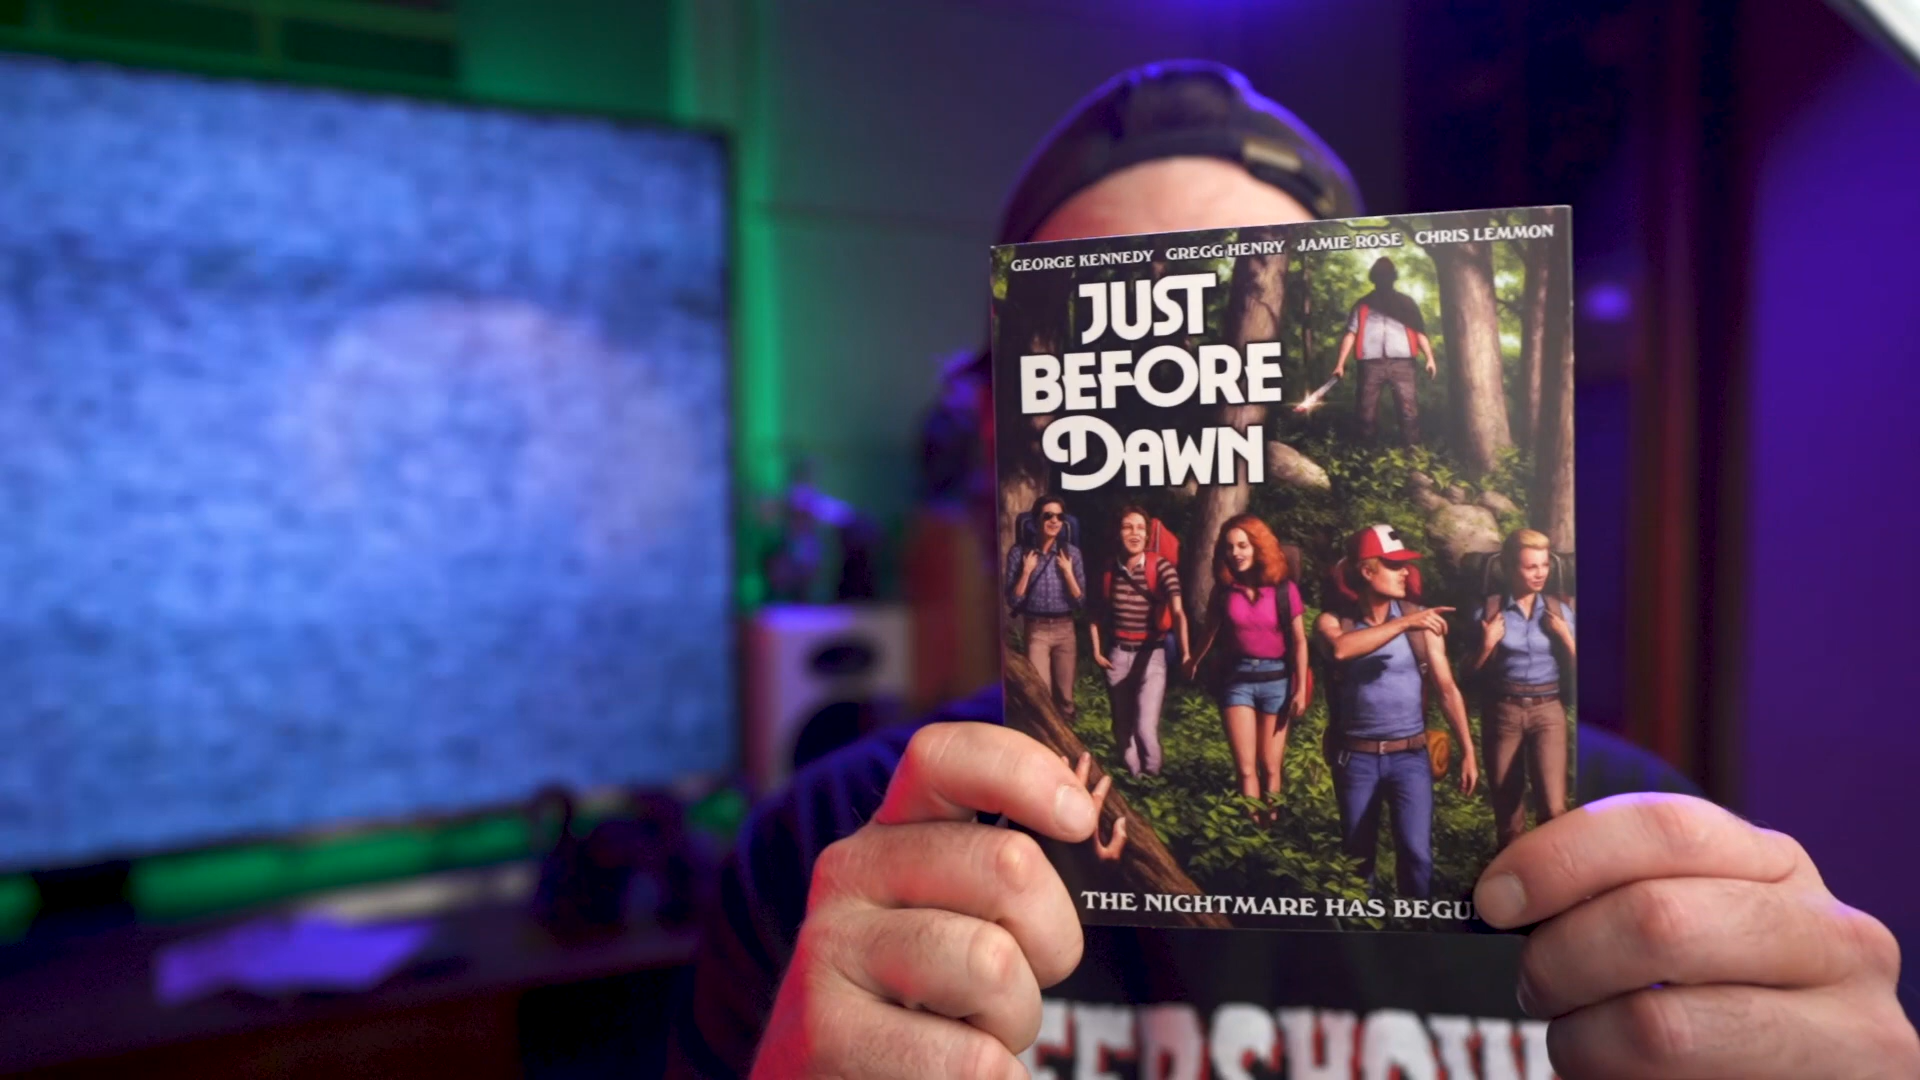 GEORGE KENNEDY GREGG HENRY JAMIE ROSE CHRIS LEMMON
JUST
BEFORE
DAWN
THE NIGHTMARE HAS